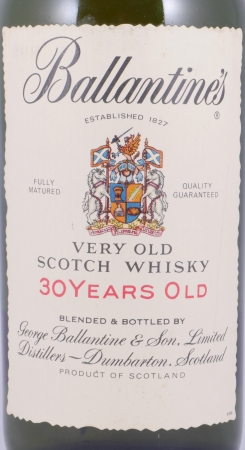 Ballantine's
®
ESTABLISHED 1827
FULLY MATURED
QUALITY GUARANTEED
VERY OLD
SCOTCH WHISKY
30 YEARS OLD
BLENDED & BOTTLED BY
George Ballantine & Son, Limited
Distillers – Dumbarton, Scotland
PRODUCT OF SCOTLAND